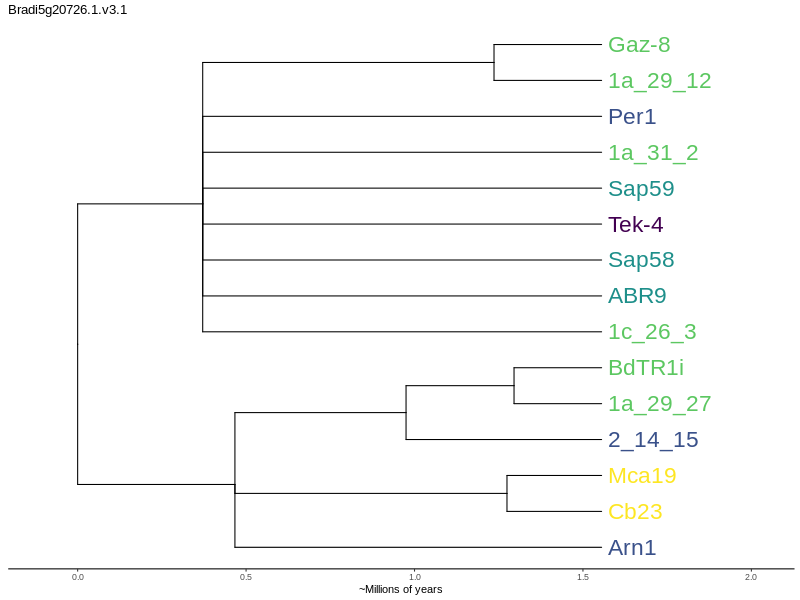 Bradi5g20726.1.v3.1
Gaz-8
1a_29_12
Per1
1a_31_2
Sap59
Tek-4
Sap58
ABR9
1c_26_3
BdTR1i
1a_29_27
2_14_15
Mca19
Cb23
Arn1
0.0 0.5 1.0 1.5 2.0
~Millions of years